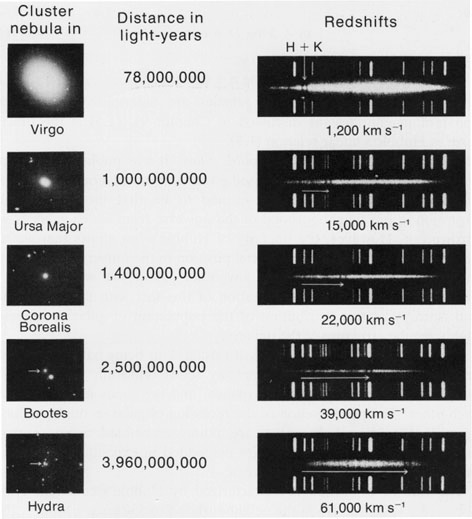 Cluster
nebula in
Distance in
light-years
Redshifts
H + K
Virgo
78,000,000
1,200 km s⁻¹
Ursa Major
1,000,000,000
15,000 km s⁻¹
Corona
Borealis
1,400,000,000
22,000 km s⁻¹
Bootes
2,500,000,000
39,000 km s⁻¹
Hydra
3,960,000,000
61,000 km s⁻¹